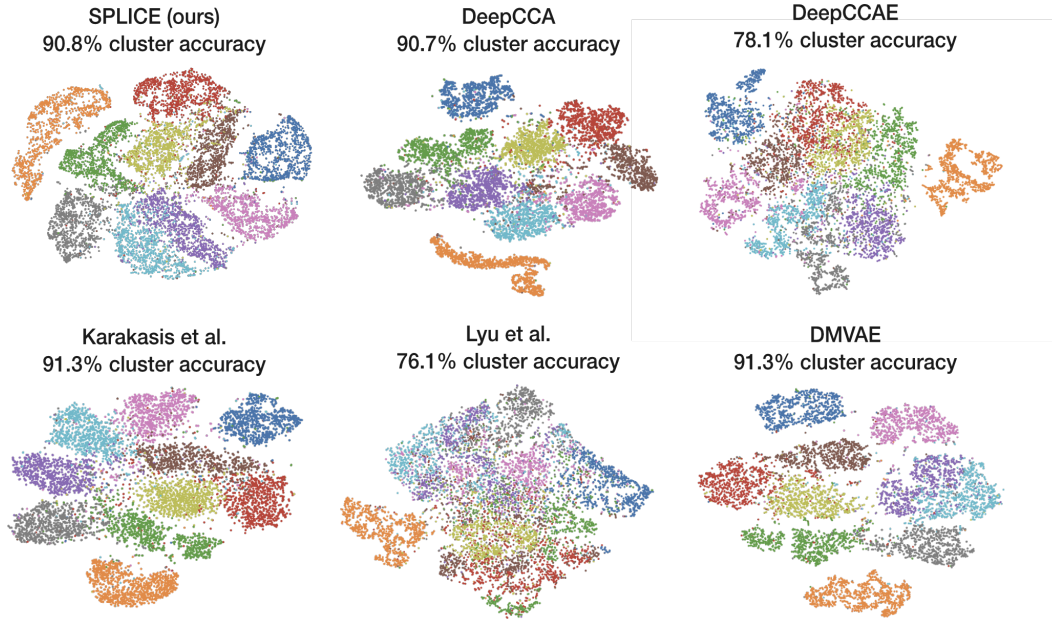 SPLICE (ours)
90.8% cluster accuracy
DeepCCA
90.7% cluster accuracy
DeepCCAE
78.1% cluster accuracy
Karakasis et al.
91.3% cluster accuracy
Lyu et al.
76.1% cluster accuracy
DMVAE
91.3% cluster accuracy